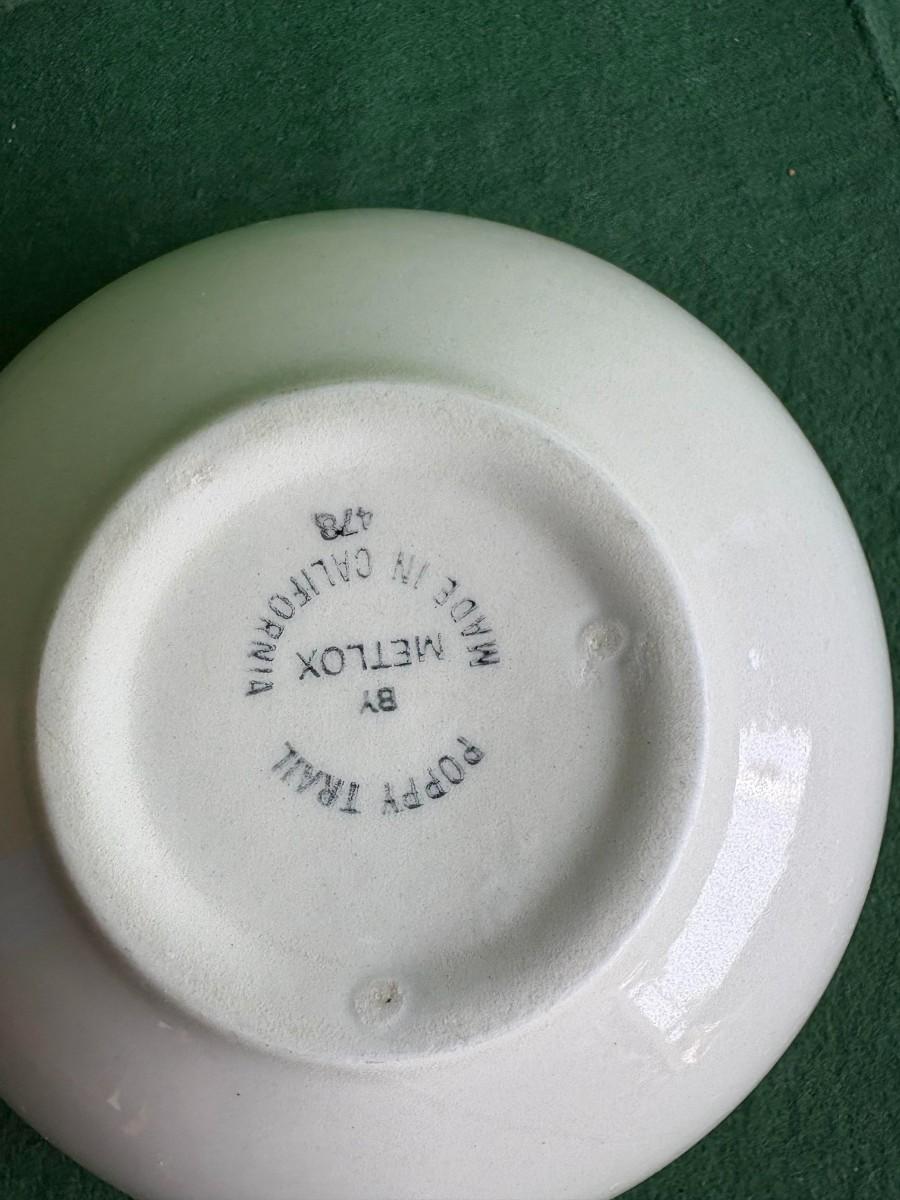 POPPY TRAIL
BY
METLOX
MADE IN CALIFORNIA
478